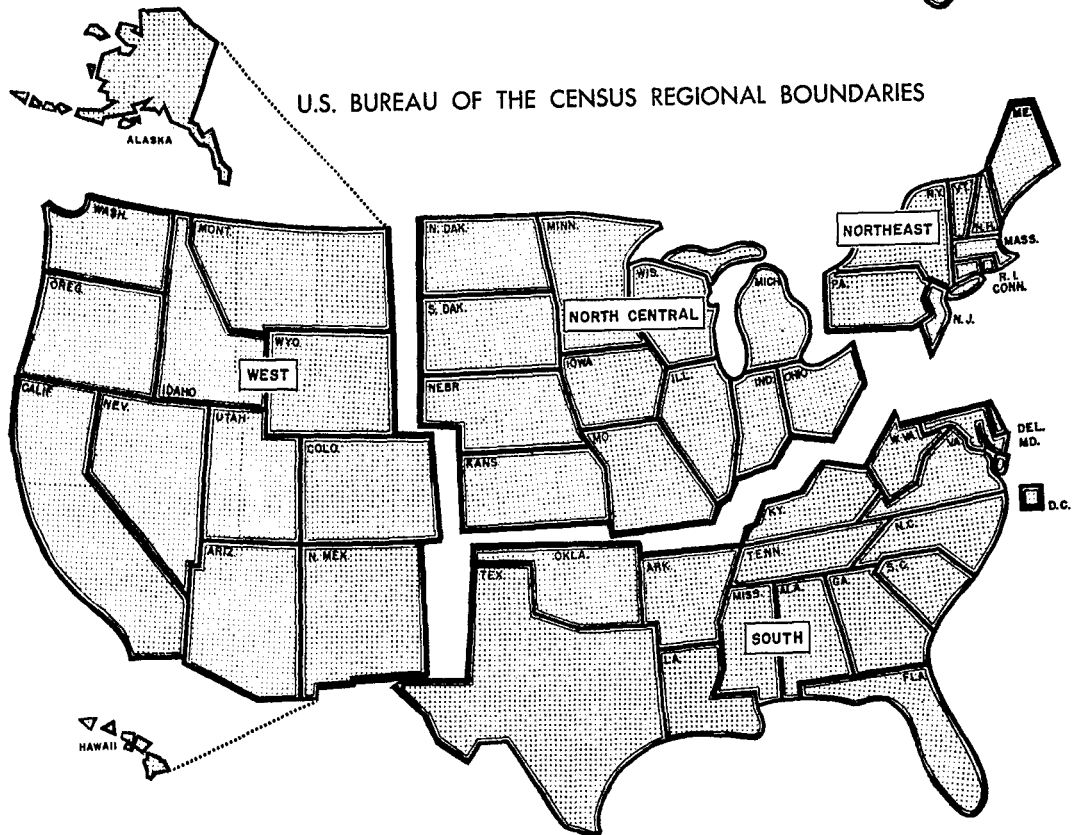 U.S. BUREAU OF THE CENSUS REGIONAL BOUNDARIES
ALASKA
WASH.
MONT.
OREG.
WYO.
WEST
IDAHO
CALIF.
NEV.
UTAH
COLO.
ARIZ.
N. MEX.
HAWAII
N. DAK.
MINN.
WIS.
MICH.
S. DAK.
NORTH CENTRAL
NEBR.
IOWA
ILL.
IND.
OHIO
MO.
KANS.
ME.
N.Y.
V.T.
N.H.
NORTHEAST
MASS.
R.I.
CONN.
PA.
N.J.
DEL.
MD.
W.VA.
VA.
D.C.
KY.
N.C.
TENN.
OKLA.
ARK.
S.C.
TEX.
MISS.
ALA.
GA.
SOUTH
LA.
FLA.